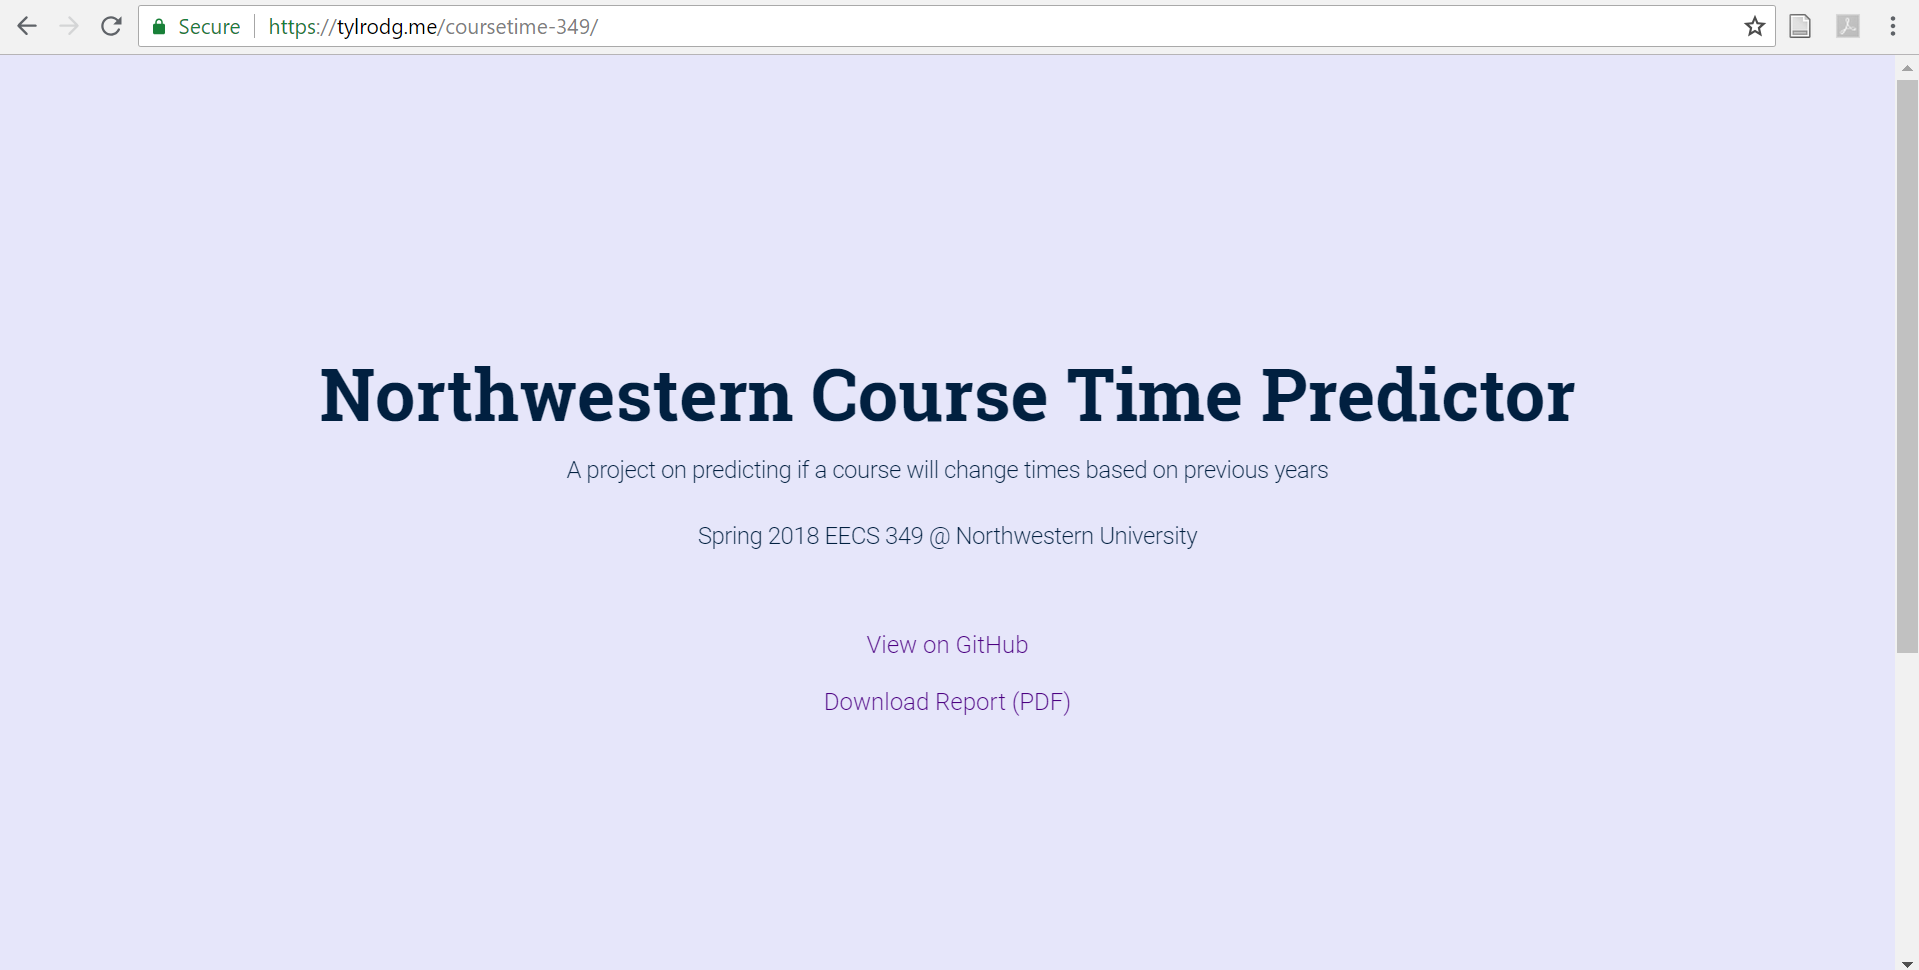 Secure https://tylrodg.me/coursetime-349/
Northwestern Course Time Predictor
A project on predicting if a course will change times based on previous years
Spring 2018 EECS 349 @ Northwestern University
View on GitHub
Download Report (PDF)